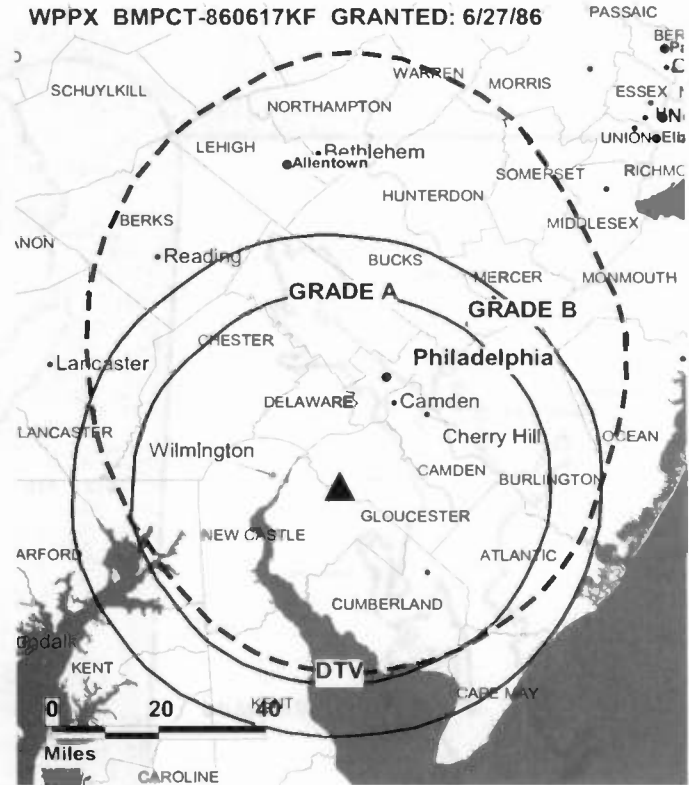 WPPX BMPCT-860617KF GRANTED: 6/27/86
PASSAIC
WARREN
MORRIS
SCHUYLKILL
ESSEX
NORTHAMPTON
UNION
LEHIGH
Bethlehem
Allentown
SOMERSET
HUNTERDON
MIDDLESEX
BERKS
Reading
BUCKS
MERCER
MONMOUTH
GRADE A
GRADE B
CHESTER
Philadelphia
Lancaster
DELAWARE
Camden
LANCASTER
Cherry Hill
OCEAN
Wilmington
CAMDEN
BURLINGTON
GLOUCESTER
NEW CASTLE
ARFORD
ATLANTIC
CUMBERLAND
ndalk
KENT
DTV
CAPE MAY
KENT
0 20 40
Miles
CAROLINE